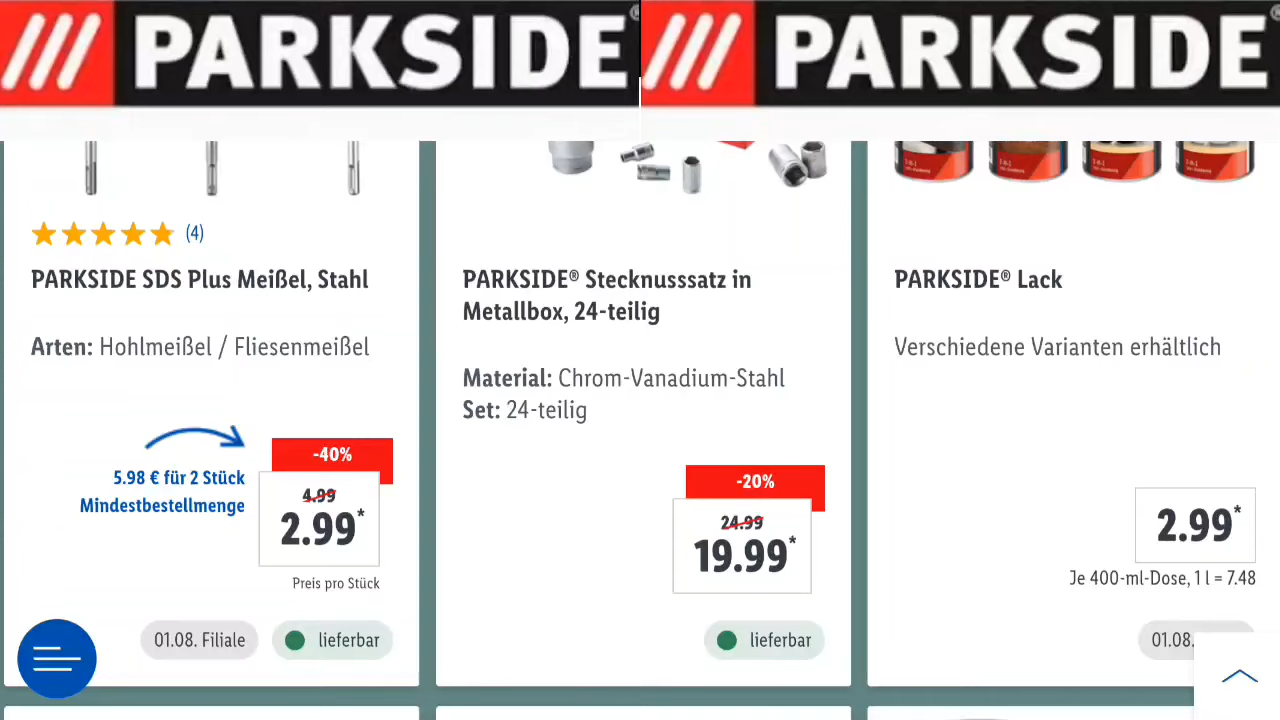 PARKSIDE
PARKSIDE
(4)
PARKSIDE SDS Plus Meißel, Stahl
Arten: Hohlmeißel / Fliesenmeißel
5.98 € für 2 Stück
Mindestbestellmenge
-40%
4.99
2.99*
Preis pro Stück
01.08. Filiale
lieferbar
PARKSIDE® Stecknusssatz in
Metallbox, 24-teilig
Material: Chrom-Vanadium-Stahl
Set: 24-teilig
-20%
24.99
19.99*
lieferbar
PARKSIDE® Lack
Verschiedene Varianten erhältlich
2.99*
Je 400-ml-Dose, 1 l = 7.48
01.08.